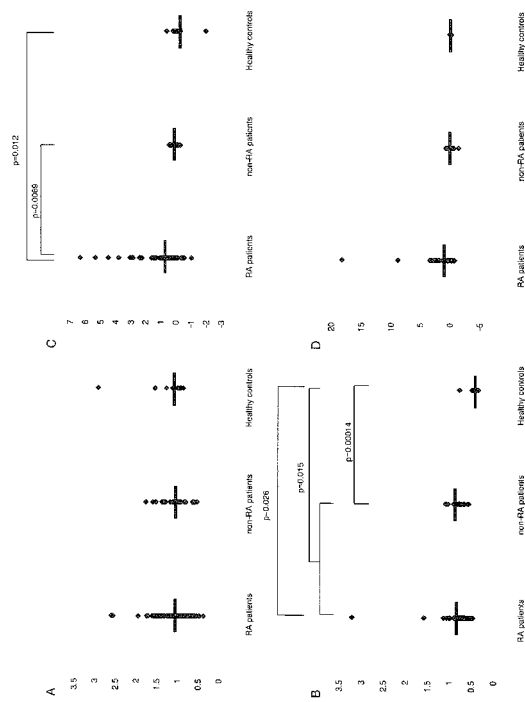 A
3.5
3
2.5
2
1.5
1
0.5
0
RA patients
non-RA patients
Healthy controls
B
p=0.026
p=0.015
p=0.00014
3.5
3
2.5
2
1.5
1
0.5
0
RA patients
non-RA patients
Healthy controls
C
p=0.012
p=0.0069
7
6
5
4
3
2
1
0
-1
-2
-3
RA patients
non-RA patients
Healthy controls
D
20
15
10
5
0
-5
RA patients
non-RA patients
Healthy controls